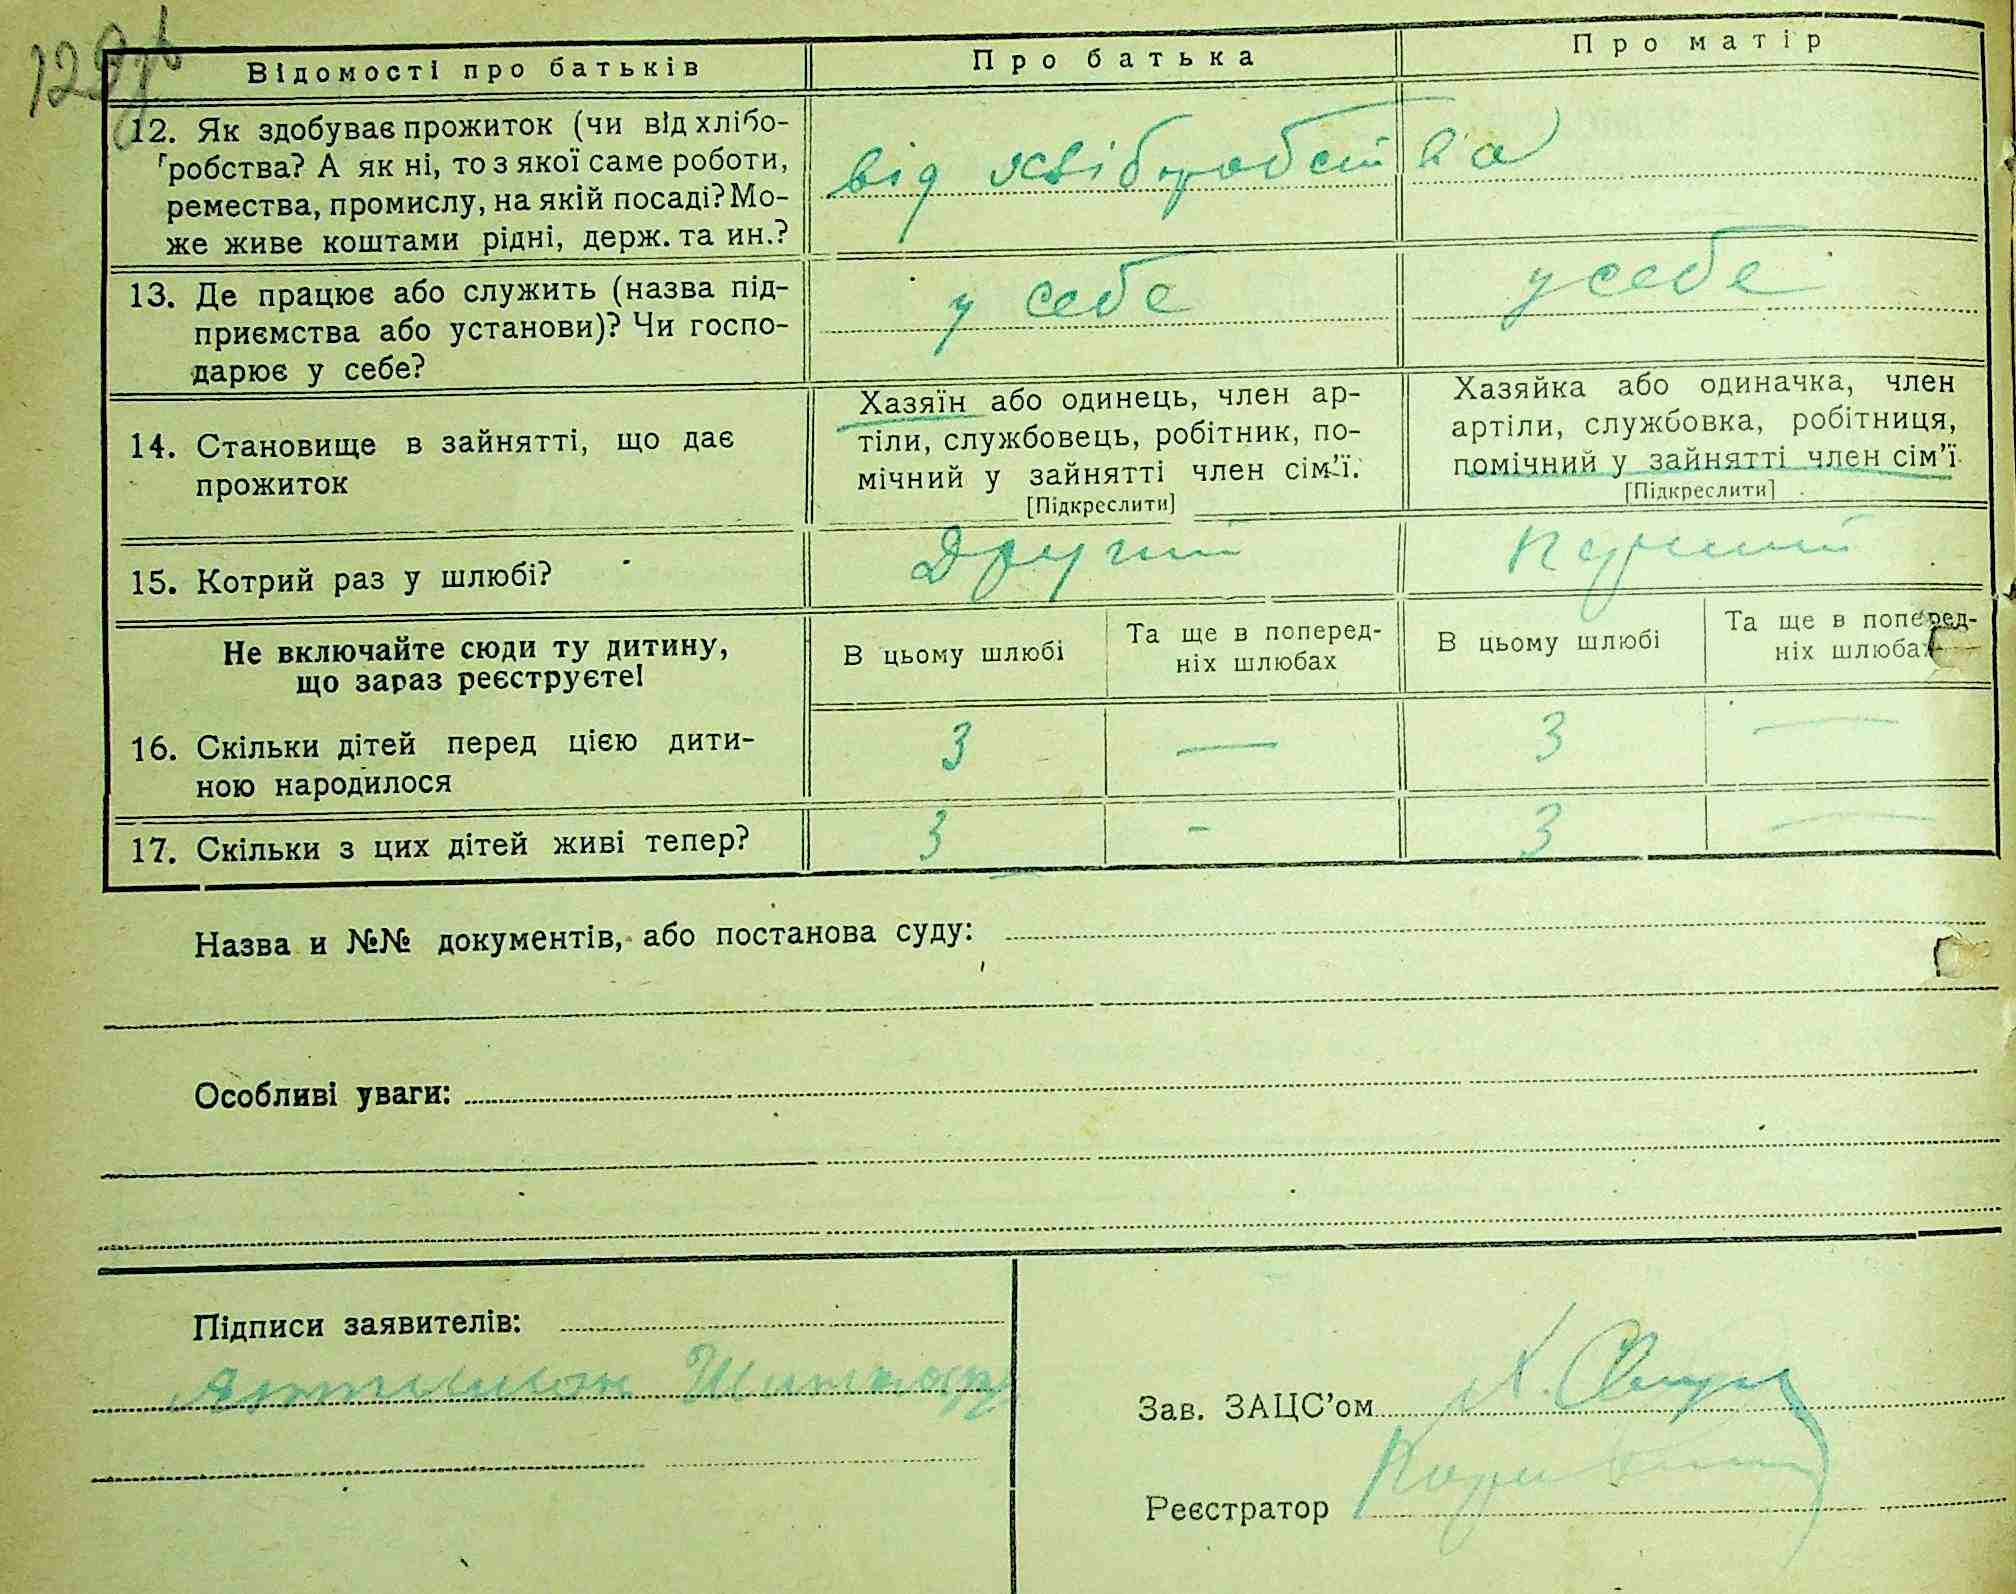 Відомості про батьків
Про батька
Про матір
12. Як здобуває прожиток (чи від хлібо-
робства? А як ні, то з якої саме роботи,
ремества, промислу, на якій посаді? Мо-
же живе коштами рідні, держ. та ин.?
від хліборобства
13. Де працює або служить (назва під-
приємства або установи)? Чи госпо-
дарює у себе?
у себе
у себе
14. Становище в зайнятті, що дає
прожиток
Хазяїн або одинець, член ар-
тіли, службовець, робітник, по-
мічний у зайнятті член сім'ї.
[Підкреслити]
Хазяйка або одиначка, член
артіли, службовка, робітниця,
помічний у зайнятті член сім'ї
[Підкреслити]
15. Котрий раз у шлюбі?
Другий
Перший
Не включайте сюди ту дитину,
що зараз реєструєте!
В цьому шлюбі
Та ще в поперед-
ніх шлюбах
В цьому шлюбі
Та ще в поперед-
ніх шлюбах
16. Скільки дітей перед цією дити-
ною народилося
3
—
3
—
17. Скільки з цих дітей живі тепер?
3
-
3
—
Назва и №№ документів, або постанова суду:
Особливі уваги:
Підписи заявителів:
Зав. ЗАЦС'ом
Реєстратор